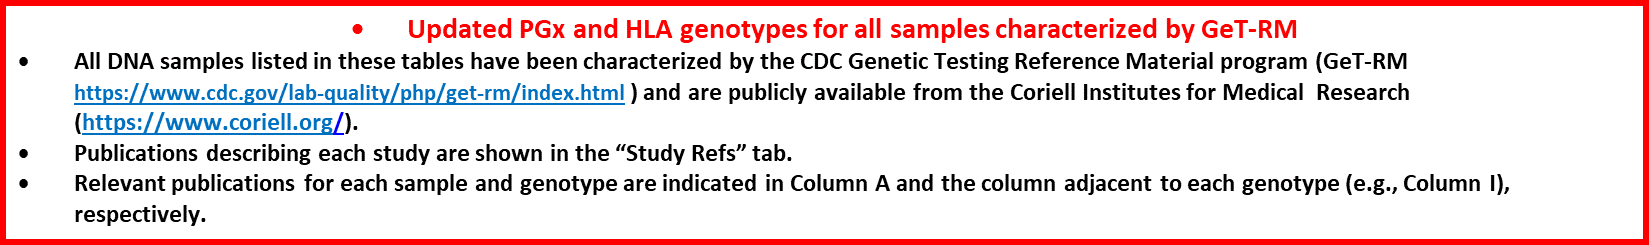 • Updated PGx and HLA genotypes for all samples characterized by GeT-RM
• All DNA samples listed in these tables have been characterized by the CDC Genetic Testing Reference Material program (GeT-RM
https://www.cdc.gov/lab-quality/php/get-rm/index.html ) and are publicly available from the Coriell Institutes for Medical Research
(https://www.coriell.org/).
• Publications describing each study are shown in the “Study Refs” tab.
• Relevant publications for each sample and genotype are indicated in Column A and the column adjacent to each genotype (e.g., Column I),
respectively.